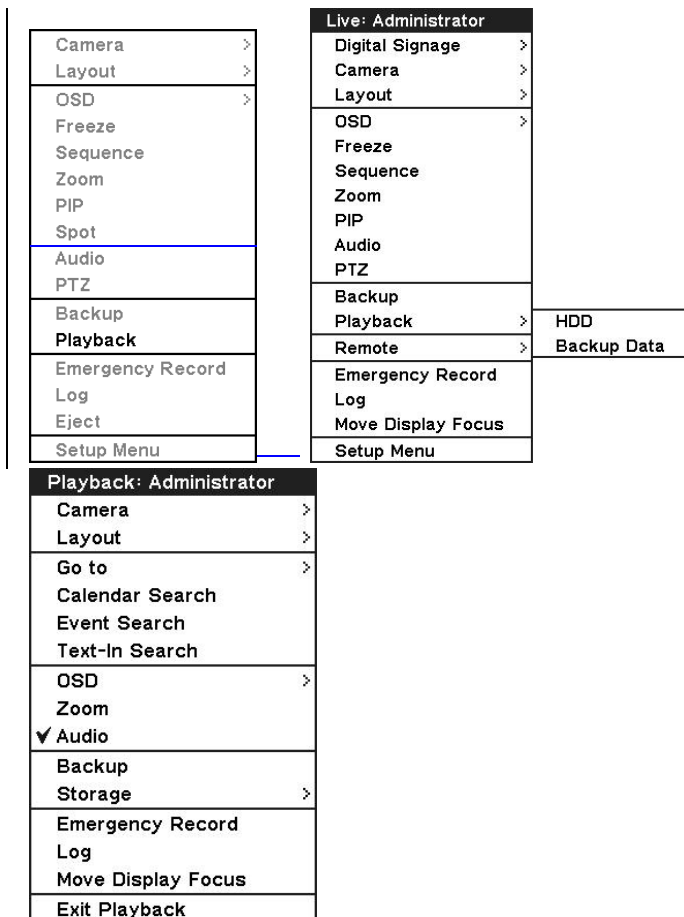 Camera >
Layout >
OSD >
Freeze
Sequence
Zoom
PIP
Spot
Audio
PTZ
Backup
Playback
Emergency Record
Log
Eject
Setup Menu
Live: Administrator
Digital Signage >
Camera >
Layout >
OSD >
Freeze
Sequence
Zoom
PIP
Audio
PTZ
Backup
Playback >
Remote >
Emergency Record
Log
Move Display Focus
Setup Menu
HDD
Backup Data
Playback: Administrator
Camera >
Layout >
Go to >
Calendar Search
Event Search
Text-In Search
OSD >
Zoom
✔ Audio
Backup
Storage >
Emergency Record
Log
Move Display Focus
Exit Playback